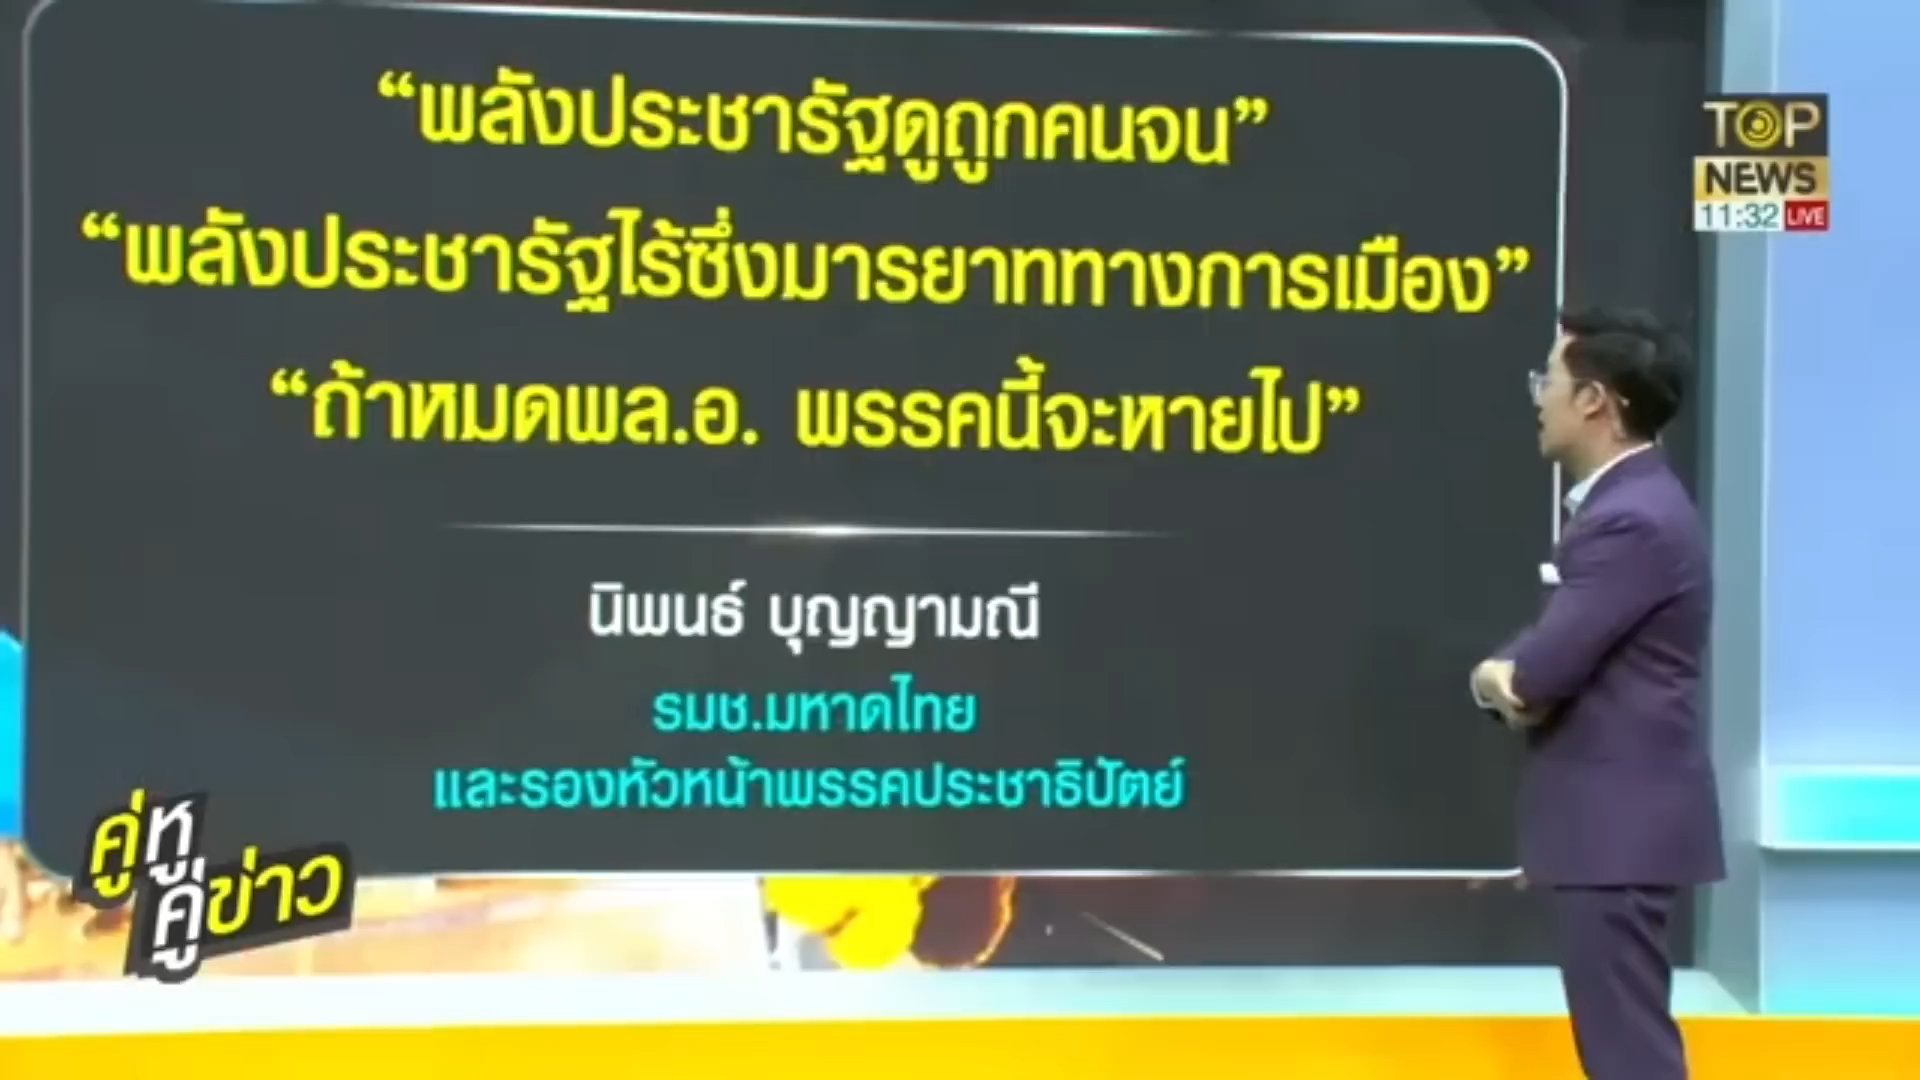 “พลังประชารัฐดูถูกคนจน”
“พลังประชารัฐไร้ซึ่งมารยาททางการเมือง”
“ถ้าหมดพล.อ. พรรคนี้จะหายไป”
นิพนธ์ บุญญามณี
รมช.มหาดไทย
และรองหัวหน้าพรรคประชาธิปัตย์
TOP
NEWS
11:32 LIVE
คู่หู
คู่ข่าว